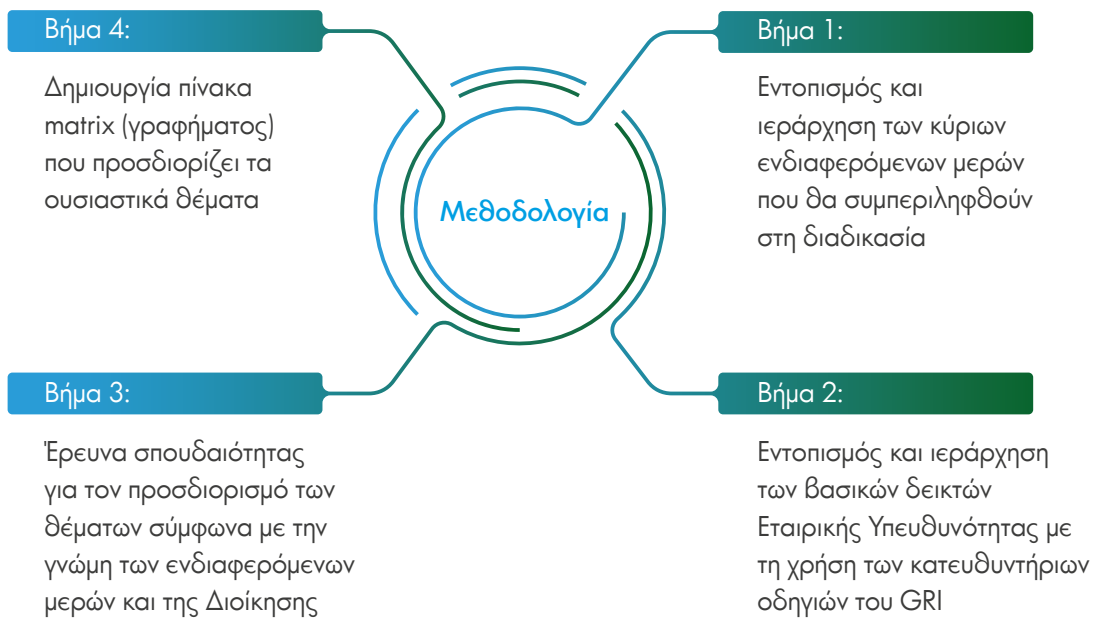 Βήμα 4:
Δημιουργία πίνακα
matrix (γραφήματος)
που προσδιορίζει τα
ουσιαστικά θέματα
Βήμα 1:
Εντοπισμός και
ιεράρχηση των κύριων
ενδιαφερόμενων μερών
που θα συμπεριληφθούν
στη διαδικασία
Μεθοδολογία
Βήμα 3:
Έρευνα σπουδαιότητας
για τον προσδιορισμό των
θέματων σύμφωνα με την
γνώμη των ενδιαφερόμενων
μερών και της Διοίκησης
Βήμα 2:
Εντοπισμός και ιεράρχηση
των βασικών δεικτών
Εταιρικής Υπευθυνότητας με
τη χρήση των κατευθυντήριων
οδηγιών του GRI